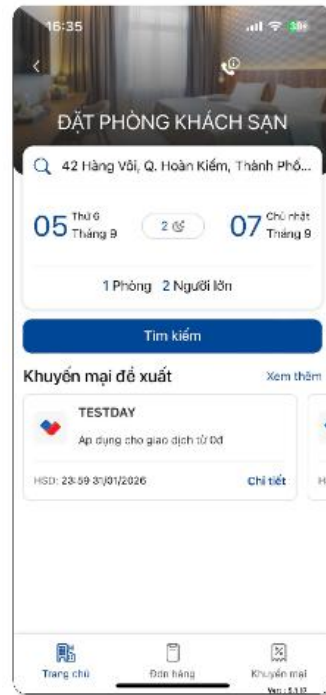 16:35
ĐẶT PHÒNG KHÁCH SẠN
42 Hàng Vôi, Q. Hoàn Kiếm, Thành Phố...
05 Thứ 6 Tháng 9 2 07 Chủ nhật Tháng 9
1 Phòng 2 Người lớn
Tìm kiếm
Khuyến mại đề xuất Xem thêm
TESTDAY
Áp dụng cho giao dịch từ 0đ
HSD: 23:59 31/01/2026 Chi tiết H
Trang chủ Đơn hàng Khuyến mại